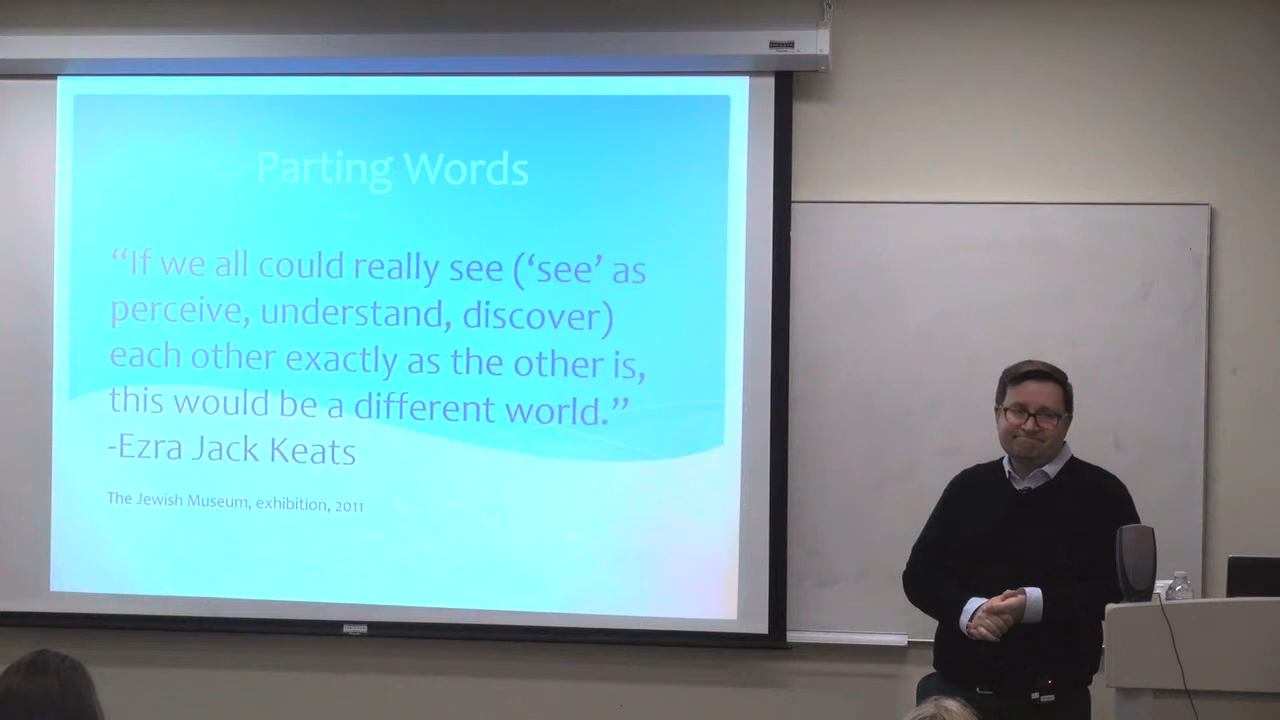 Parting Words
“If we all could really see (‘see’ as
perceive, understand, discover)
each other exactly as the other is,
this would be a different world.”
-Ezra Jack Keats
The Jewish Museum, exhibition, 2011